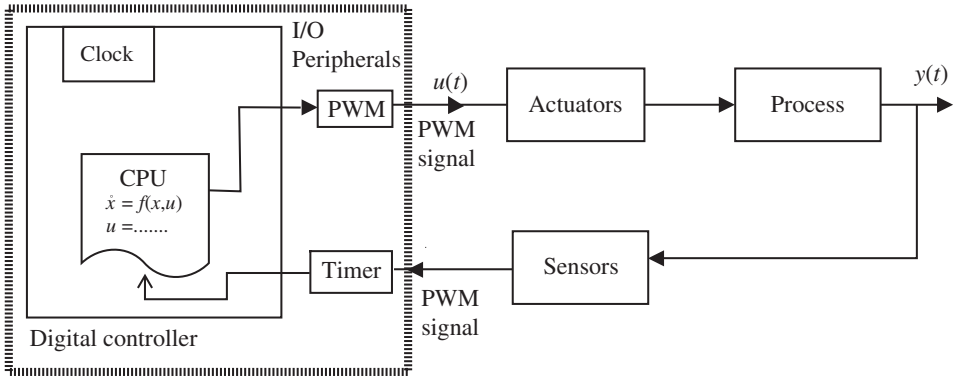 I/O
Peripherals
Clock
PWM
u(t)
PWM
signal
Actuators
Process
y(t)
CPU
ẋ = f(x,u)
u =.......
Timer
PWM
signal
Sensors
Digital controller